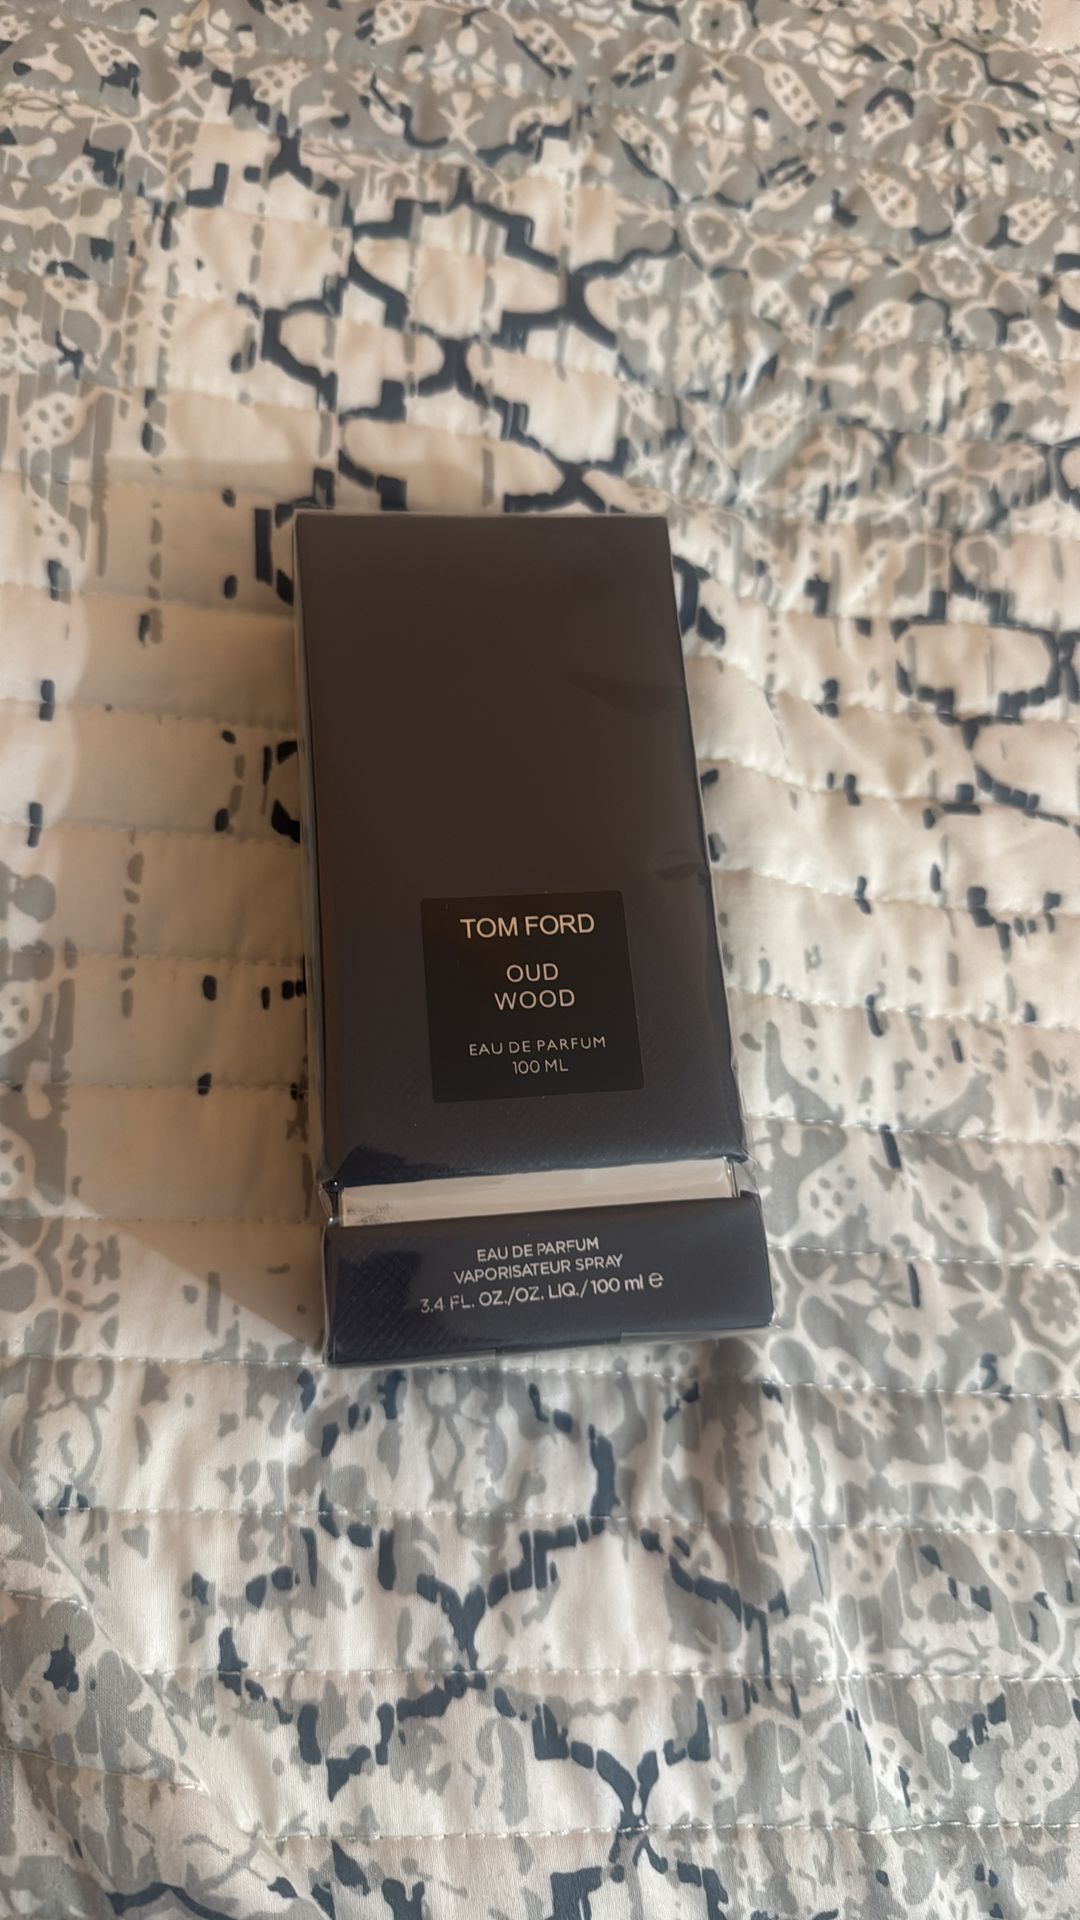 TOM FORD
OUD
WOOD
EAU DE PARFUM
100 ML
EAU DE PARFUM
VAPORISATEUR SPRAY
3.4 FL. OZ./OZ. LIQ./100 ml ℮